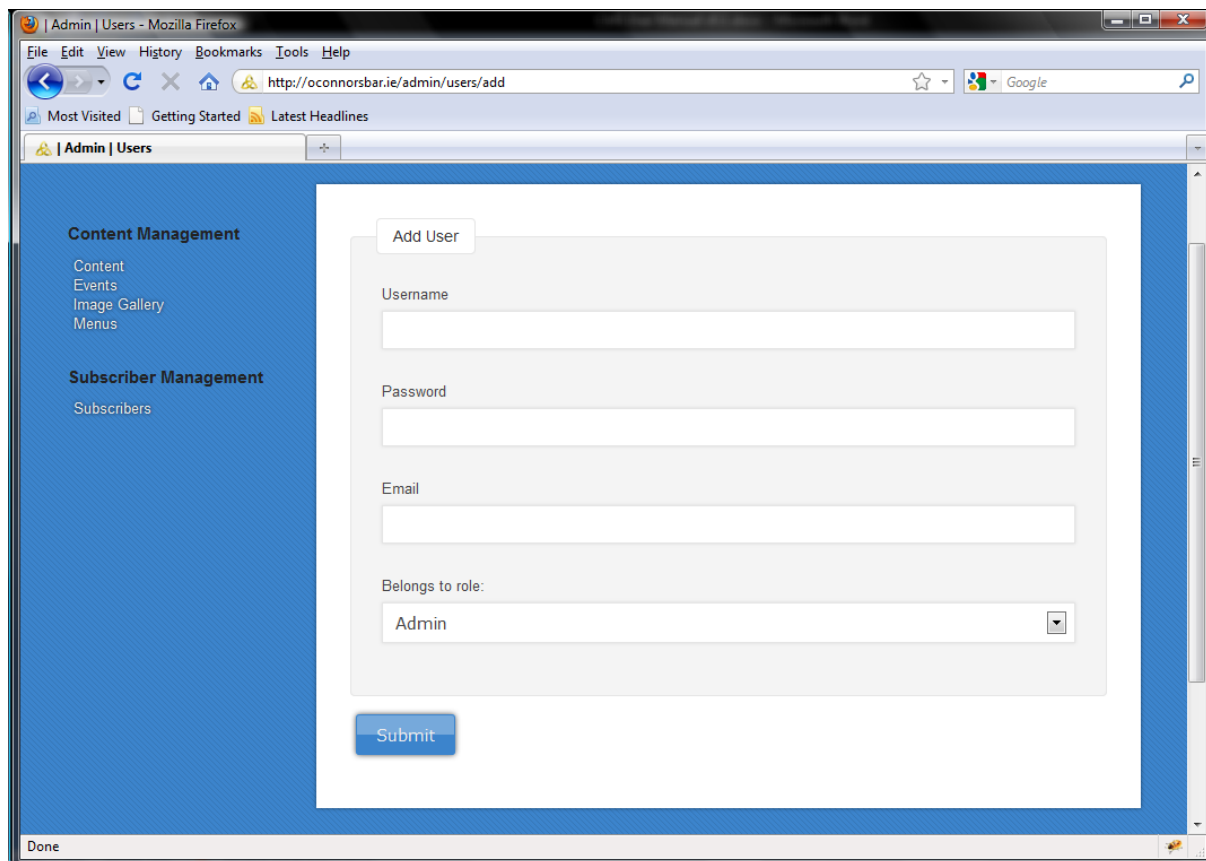 | Admin | Users - Mozilla Firefox
File Edit View History Bookmarks Tools Help
http://oconnorsbar.ie/admin/users/add
Google
Most Visited Getting Started Latest Headlines
| Admin | Users
Content Management
Content
Events
Image Gallery
Menus
Subscriber Management
Subscribers
Add User
Username
Password
Email
Belongs to role:
Admin
Submit
Done